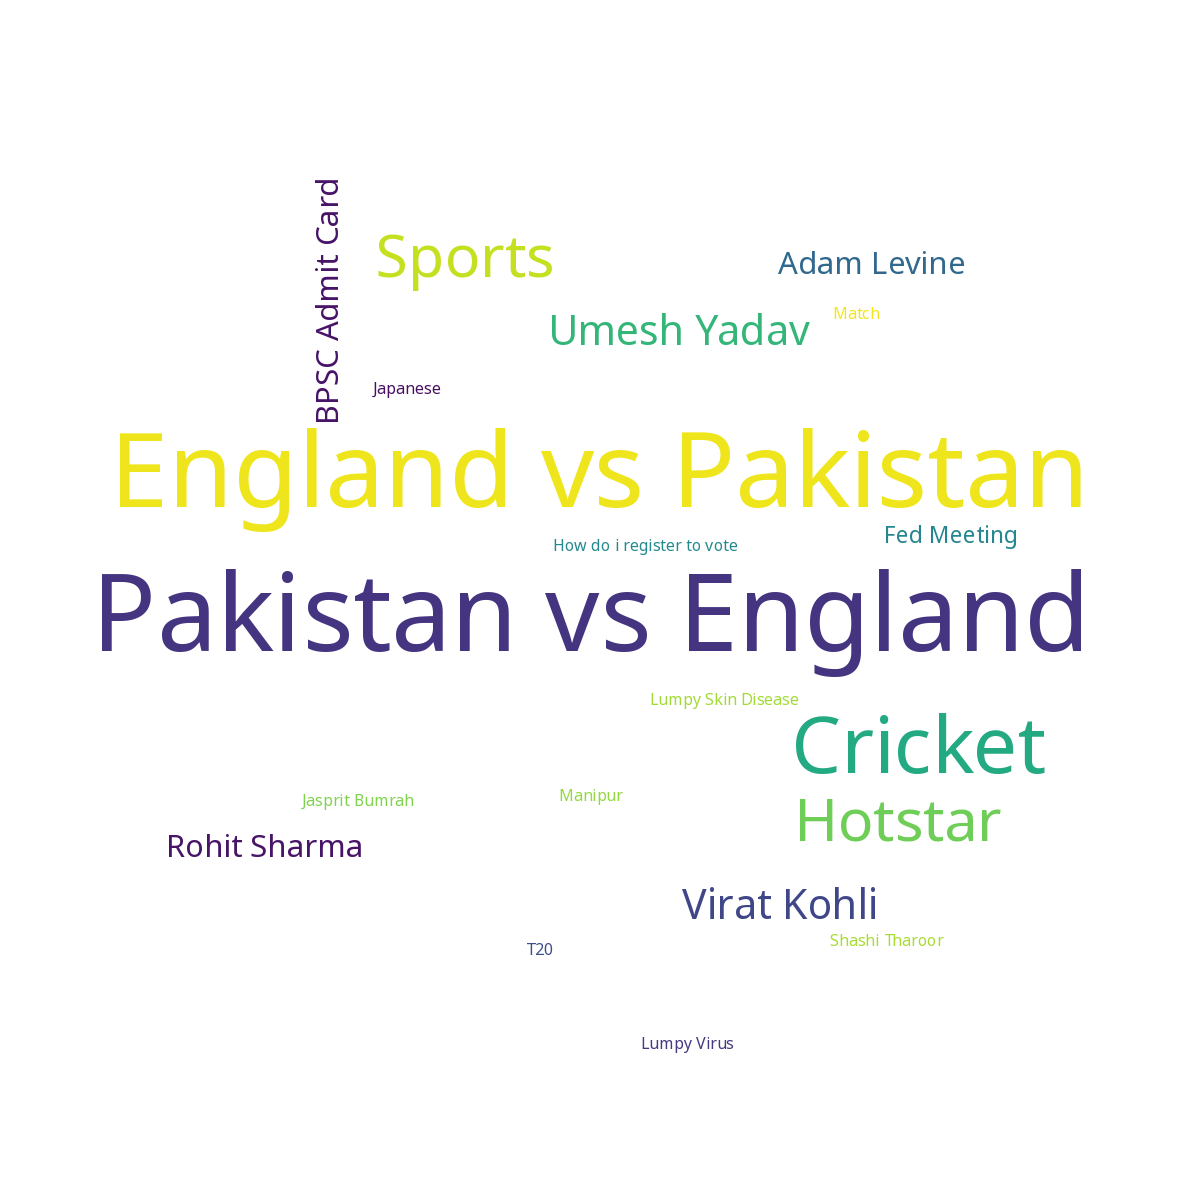 BPSC Admit Card
Sports
Adam Levine
Umesh Yadav
Match
Japanese
England vs Pakistan
How do i register to vote
Fed Meeting
Pakistan vs England
Lumpy Skin Disease
Cricket
Jasprit Bumrah
Manipur
Hotstar
Rohit Sharma
Virat Kohli
Shashi Tharoor
T20
Lumpy Virus